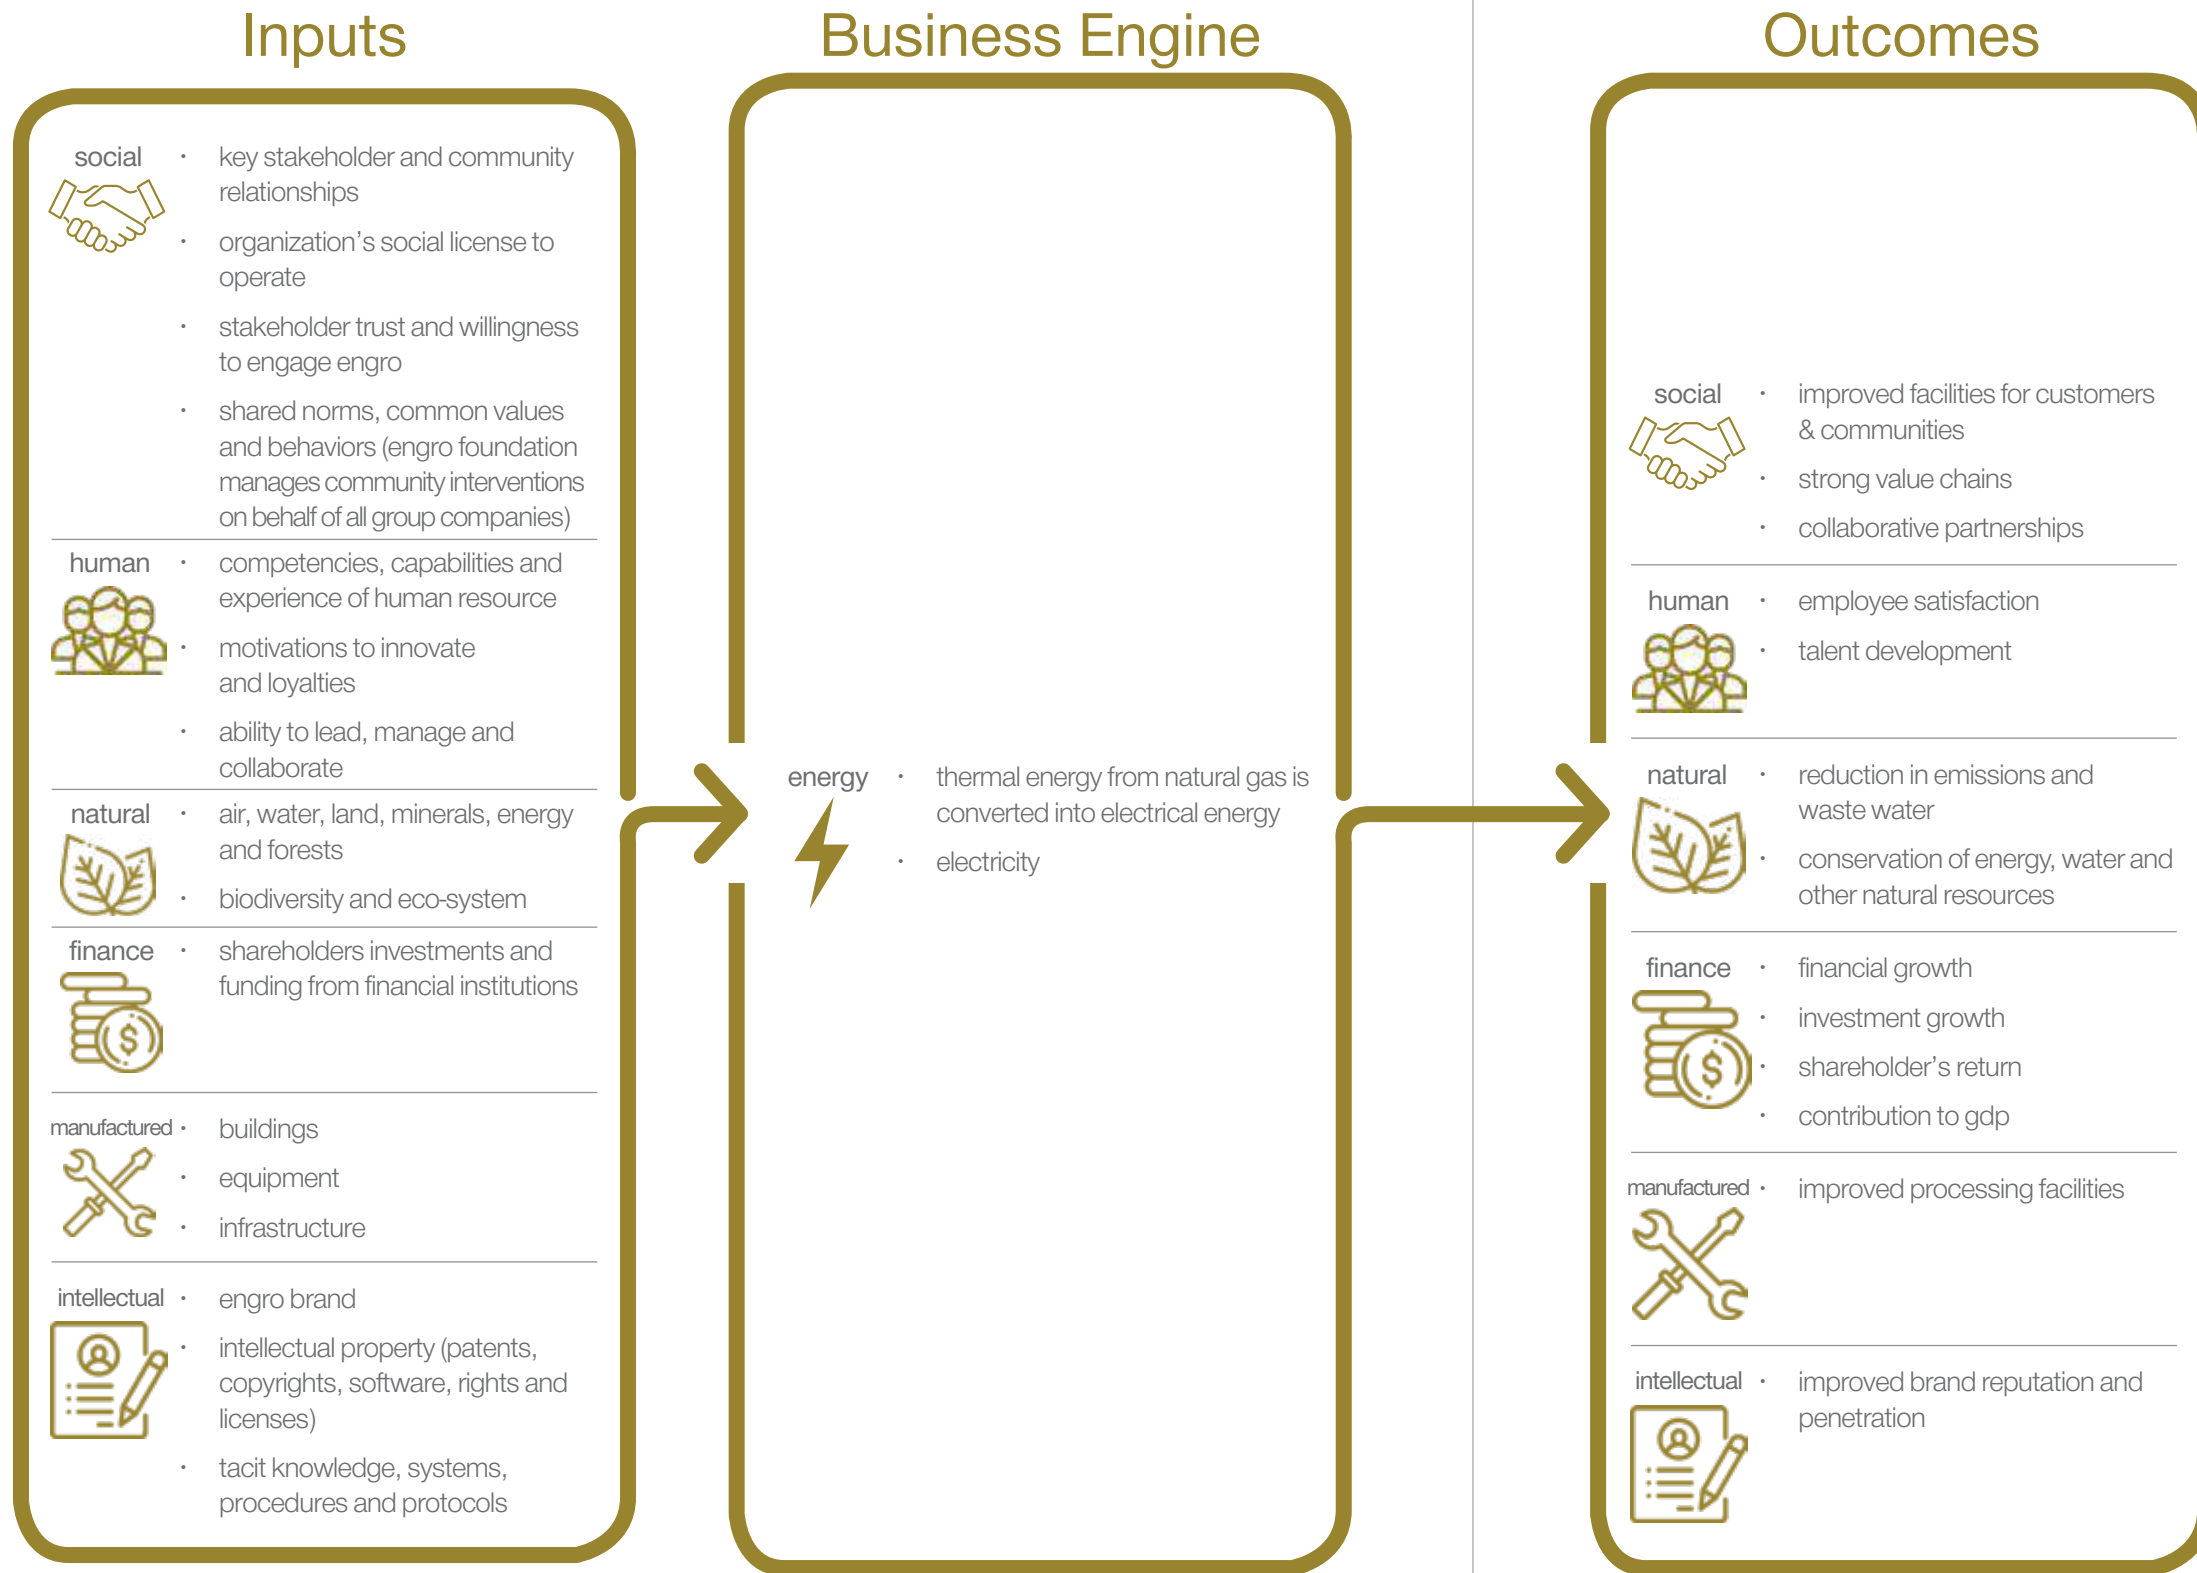 Inputs
social
· key stakeholder and community
relationships
· organization's social license to
operate
· stakeholder trust and willingness
to engage engro
· shared norms, common values
and behaviors (engro foundation
manages community interventions
on behalf of all group companies)
human
· competencies, capabilities and
experience of human resource
· motivations to innovate
and loyalties
· ability to lead, manage and
collaborate
natural
· air, water, land, minerals, energy
and forests
· biodiversity and eco-system
finance
· shareholders investments and
funding from financial institutions
manufactured
· buildings
· equipment
· infrastructure
intellectual
· engro brand
· intellectual property (patents,
copyrights, software, rights and
licenses)
· tacit knowledge, systems,
procedures and protocols
Business Engine
energy
· thermal energy from natural gas is
converted into electrical energy
· electricity
Outcomes
social
· improved facilities for customers
& communities
· strong value chains
· collaborative partnerships
human
· employee satisfaction
· talent development
natural
· reduction in emissions and
waste water
· conservation of energy, water and
other natural resources
finance
· financial growth
· investment growth
· shareholder's return
· contribution to gdp
manufactured
· improved processing facilities
intellectual
· improved brand reputation and
penetration